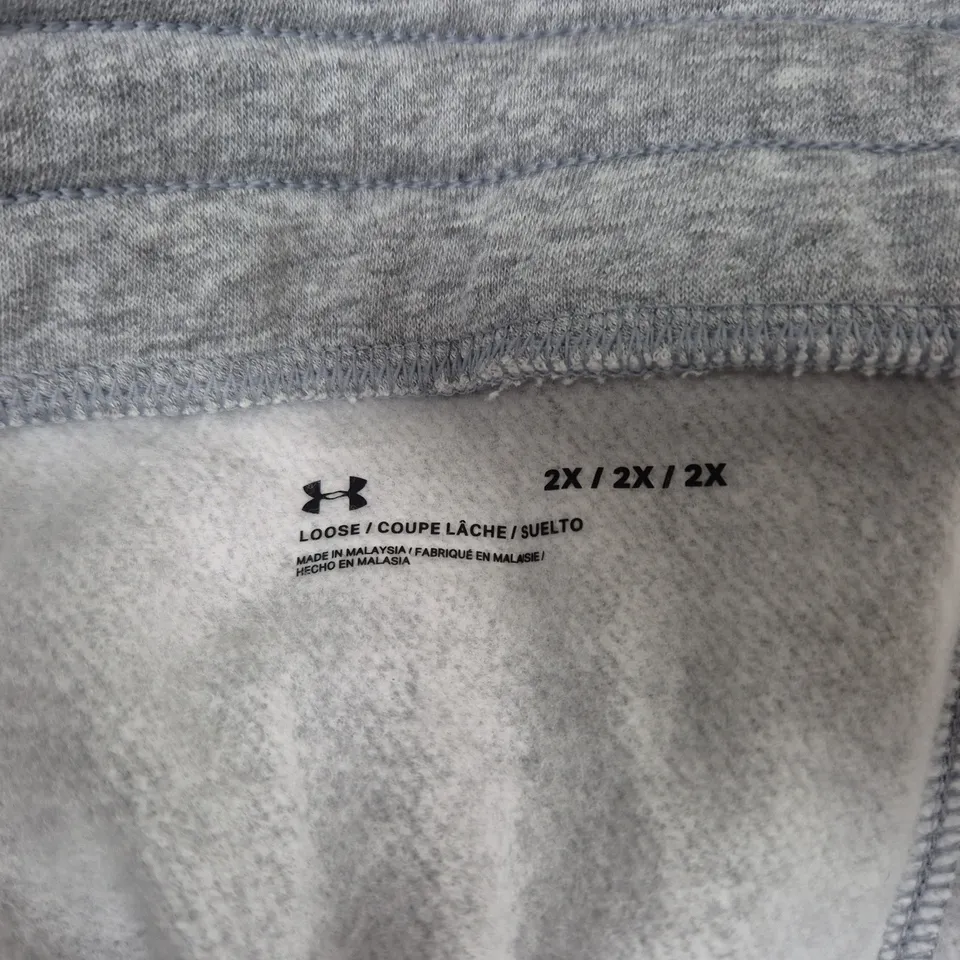 2X / 2X / 2X
LOOSE / COUPE LÂCHE / SUELTO
MADE IN MALAYSIA / FABRIQUÉ EN MALAISIE /
HECHO EN MALASIA